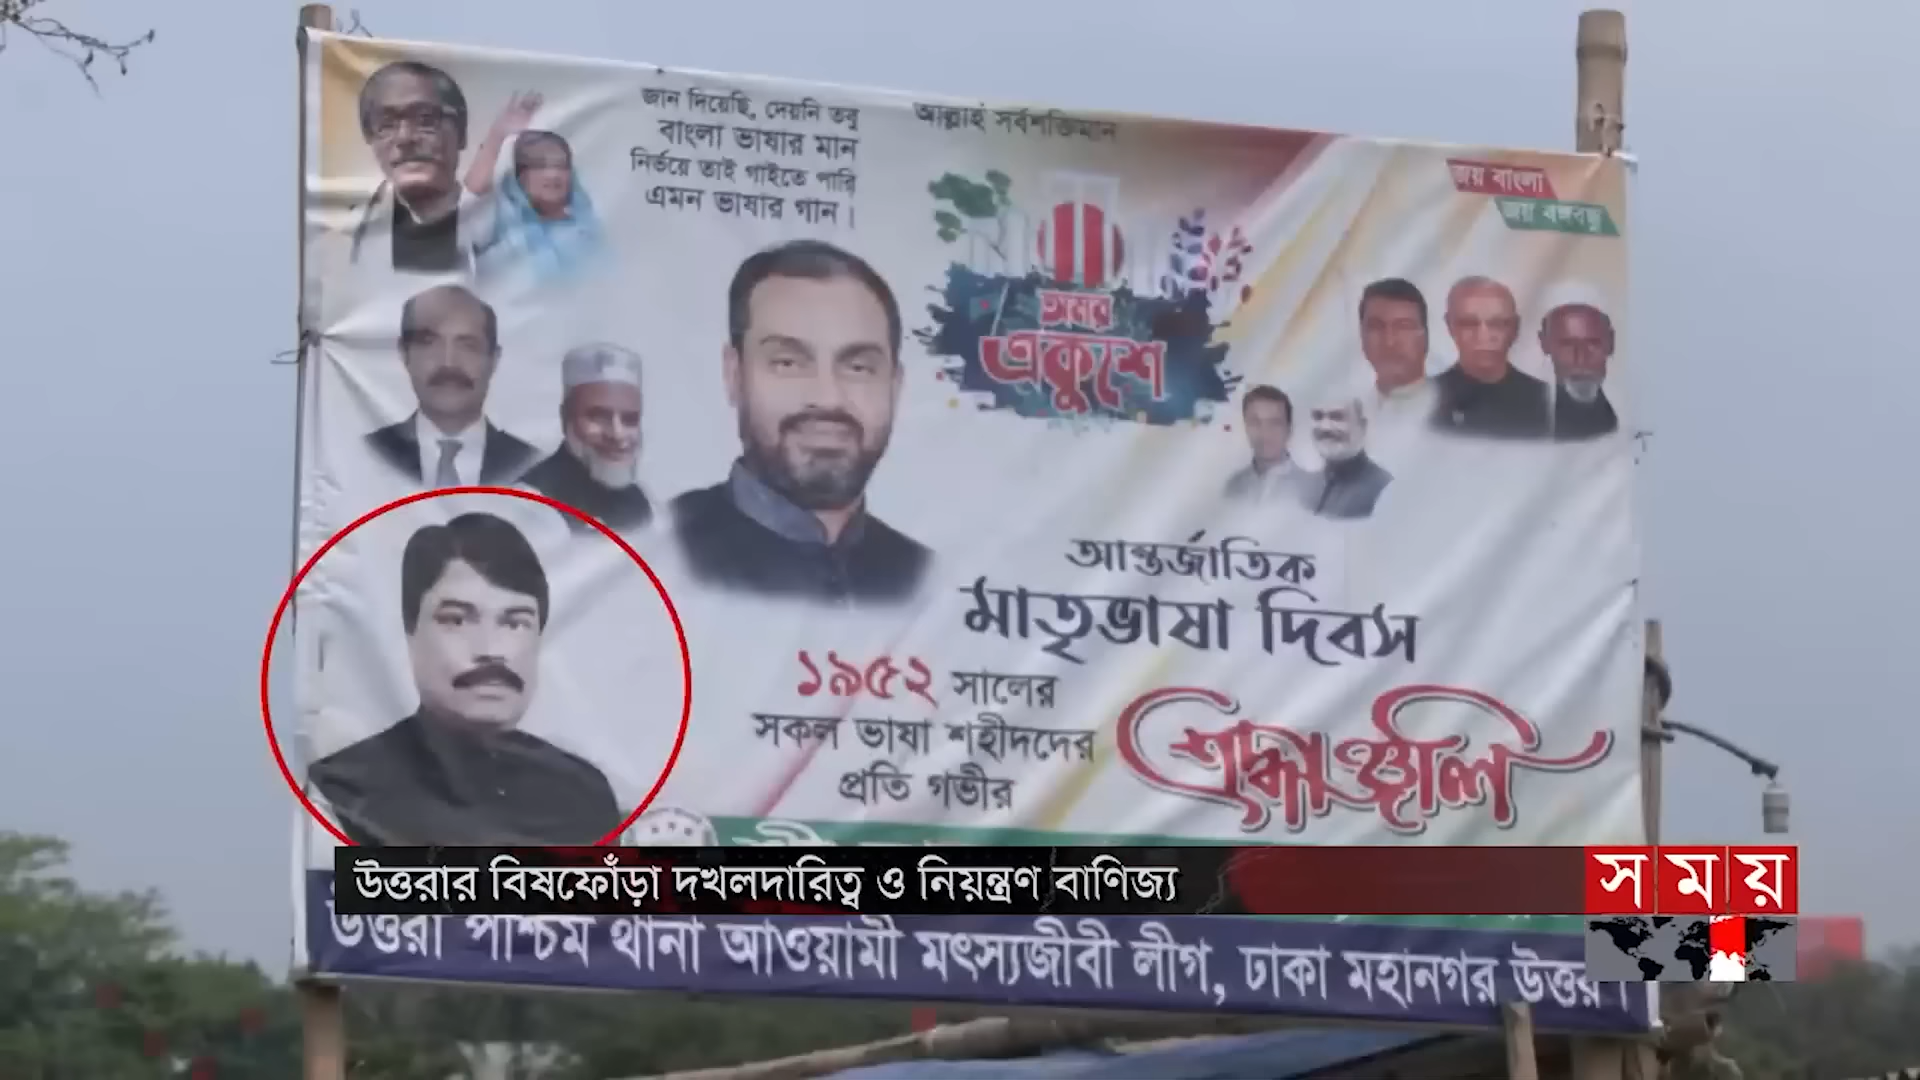 জান দিয়েছি, দেয়নি তবু
বাংলা ভাষার মান
নির্ভয়ে তাই গাইতে পারি
এমন ভাষার গান।
আল্লাহ সর্বশক্তিমান
জয় বাংলা
জয় বঙ্গবন্ধু
অমর
একুশে
আন্তর্জাতিক
মাতৃভাষা দিবস
১৯৫২ সালের
সকল ভাষা শহীদদের
প্রতি গভীর
শ্রদ্ধাঞ্জলি
উত্তরার বিষফোঁড়া দখলদারিত্ব ও নিয়ন্ত্রণ বাণিজ্য
সময়
উত্তরা পশ্চিম থানা আওয়ামী মৎস্যজীবী লীগ, ঢাকা মহানগর উত্তর।